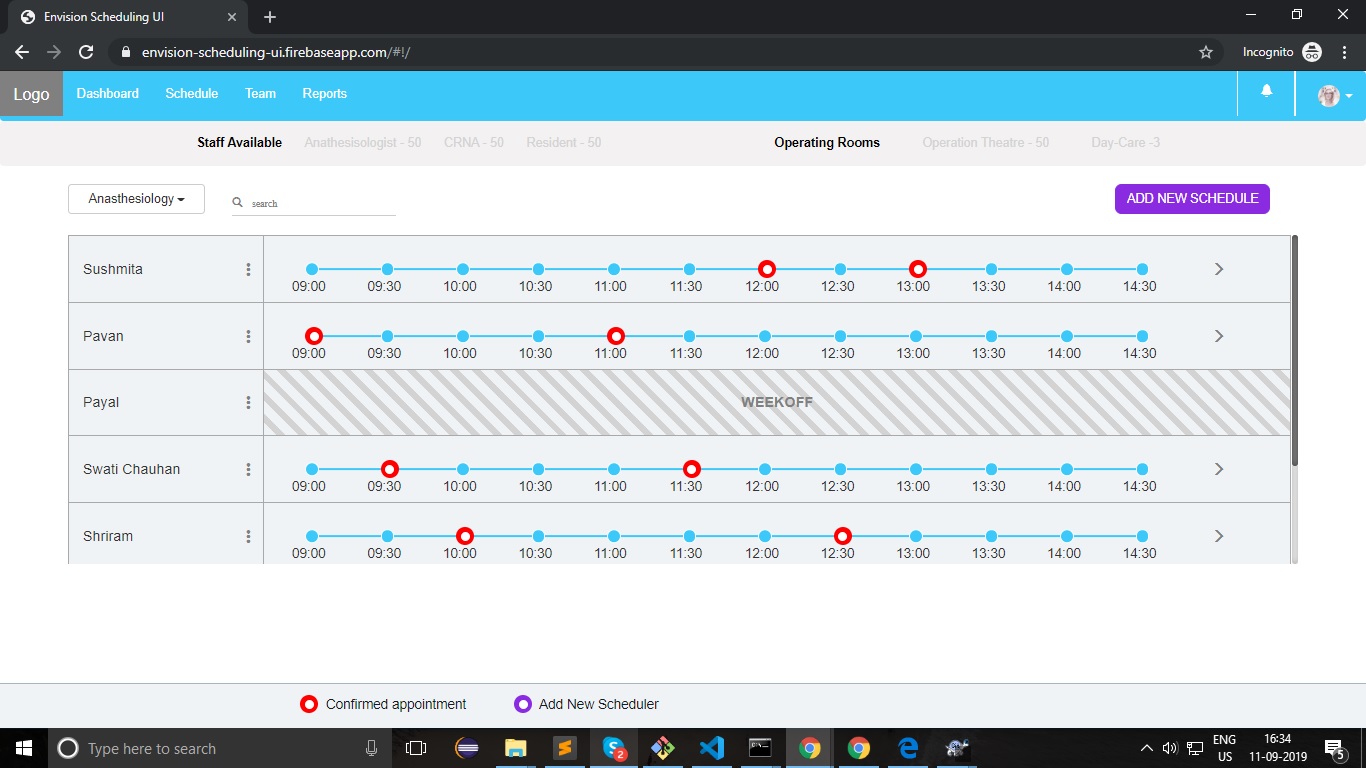 Envision Scheduling UI
envision-scheduling-ui.firebaseapp.com/#!/
Incognito
Logo Dashboard Schedule Team Reports
Staff Available Anathesisologist - 50 CRNA - 50 Resident - 50 Operating Rooms Operation Theatre - 50 Day-Care -3
Anasthesiology search ADD NEW SCHEDULE
Sushmita
09:00 09:30 10:00 10:30 11:00 11:30 12:00 12:30 13:00 13:30 14:00 14:30
Pavan
09:00 09:30 10:00 10:30 11:00 11:30 12:00 12:30 13:00 13:30 14:00 14:30
Payal WEEKOFF
Swati Chauhan
09:00 09:30 10:00 10:30 11:00 11:30 12:00 12:30 13:00 13:30 14:00 14:30
Shriram
09:00 09:30 10:00 10:30 11:00 11:30 12:00 12:30 13:00 13:30 14:00 14:30
Confirmed appointment Add New Scheduler
Type here to search
S 2
ENG
US
16:34
11-09-2019
5